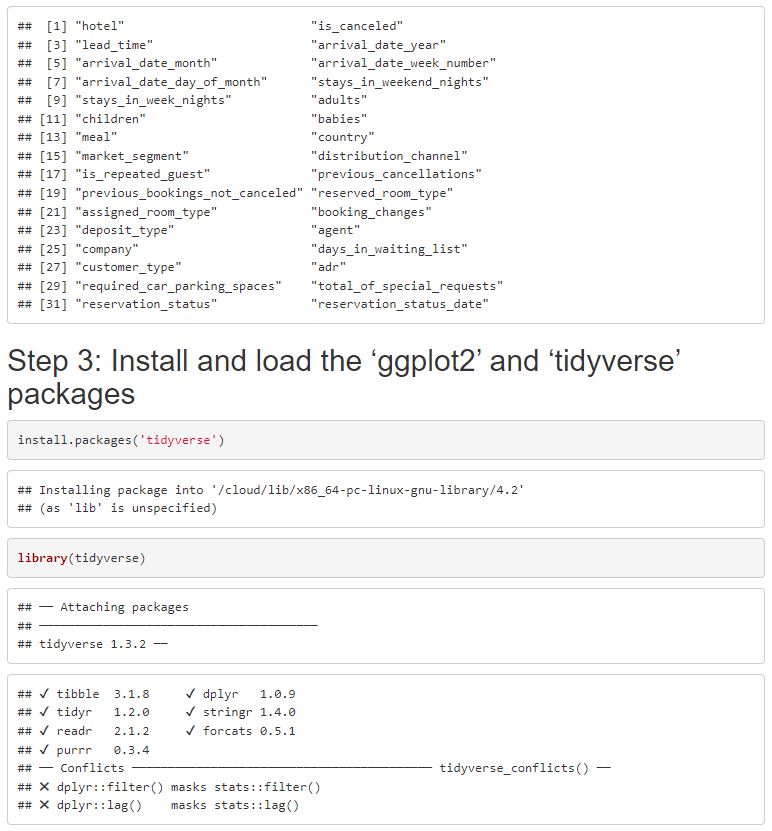 ##  [1] "hotel"                          "is_canceled"
##  [3] "lead_time"                      "arrival_date_year"
##  [5] "arrival_date_month"             "arrival_date_week_number"
##  [7] "arrival_date_day_of_month"      "stays_in_weekend_nights"
##  [9] "stays_in_week_nights"           "adults"
## [11] "children"                       "babies"
## [13] "meal"                           "country"
## [15] "market_segment"                 "distribution_channel"
## [17] "is_repeated_guest"              "previous_cancellations"
## [19] "previous_bookings_not_canceled" "reserved_room_type"
## [21] "assigned_room_type"             "booking_changes"
## [23] "deposit_type"                   "agent"
## [25] "company"                        "days_in_waiting_list"
## [27] "customer_type"                  "adr"
## [29] "required_car_parking_spaces"    "total_of_special_requests"
## [31] "reservation_status"             "reservation_status_date"
Step 3: Install and load the ‘ggplot2’ and ‘tidyverse’
packages
install.packages('tidyverse')
## Installing package into '/cloud/lib/x86_64-pc-linux-gnu-library/4.2'
## (as 'lib' is unspecified)
library(tidyverse)
## ── Attaching packages
## ───────────────────────────────────────
## tidyverse 1.3.2 ──
## ✓ tibble  3.1.8     ✓ dplyr   1.0.9
## ✓ tidyr   1.2.0     ✓ stringr 1.4.0
## ✓ readr   2.1.2     ✓ forcats 0.5.1
## ✓ purrr   0.3.4
## ── Conflicts ────────────────────────────────────────── tidyverse_conflicts() ──
## ✕ dplyr::filter() masks stats::filter()
## ✕ dplyr::lag()    masks stats::lag()